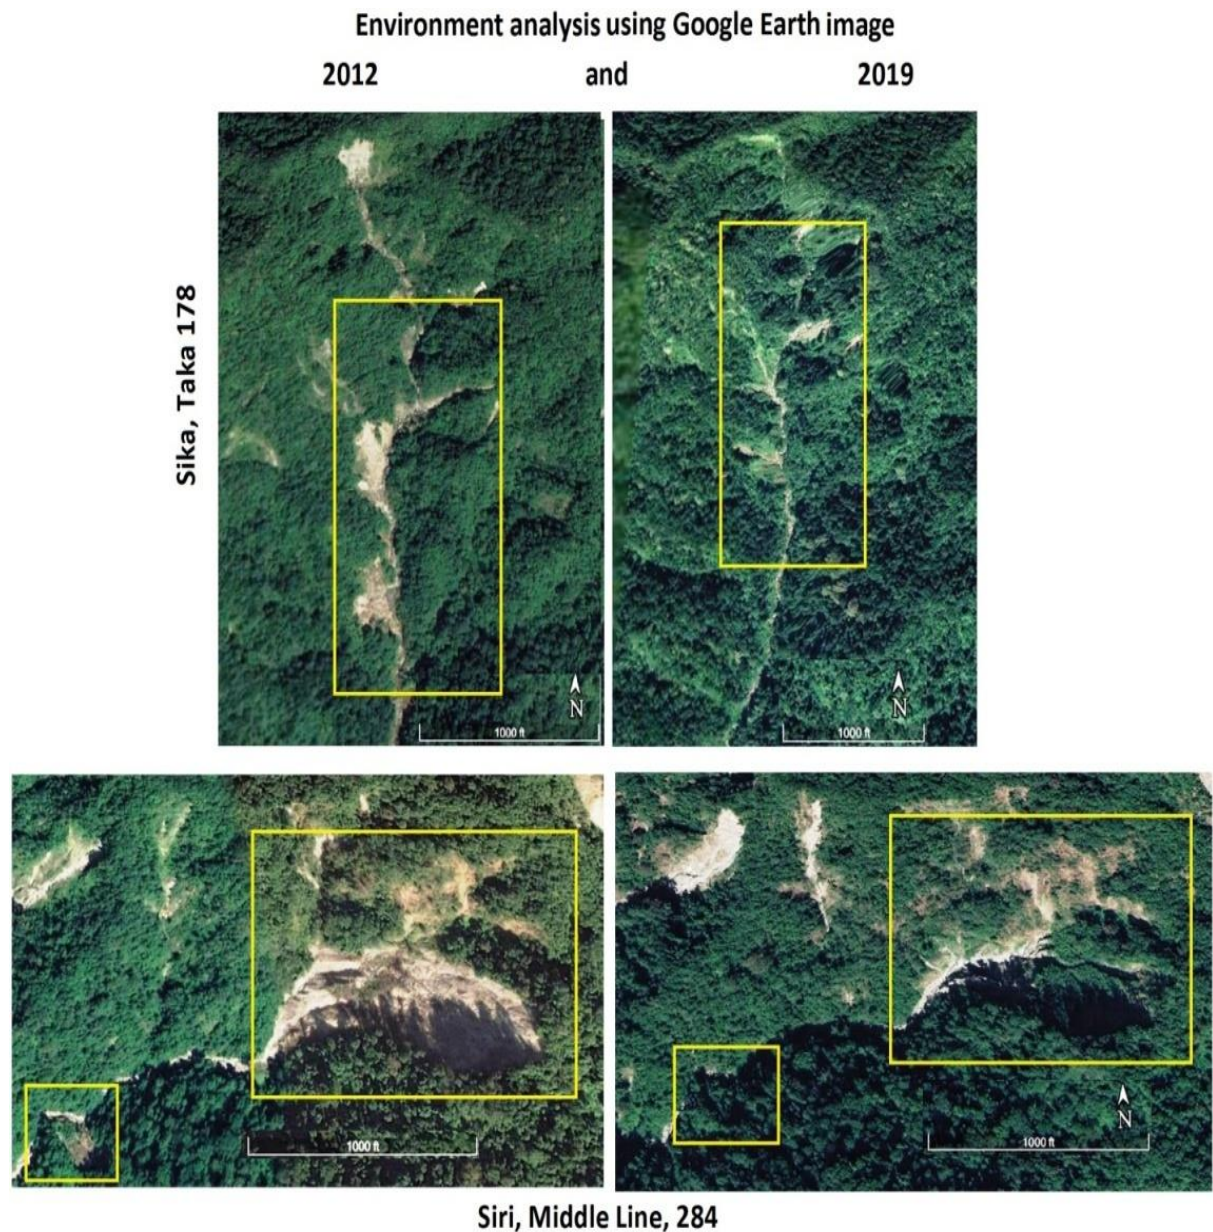 Environment analysis using Google Earth image
2012 and 2019
Sika, Taka 178
N
1000 ft
N
1000 ft
1000 ft
N
1000 ft
Siri, Middle Line, 284